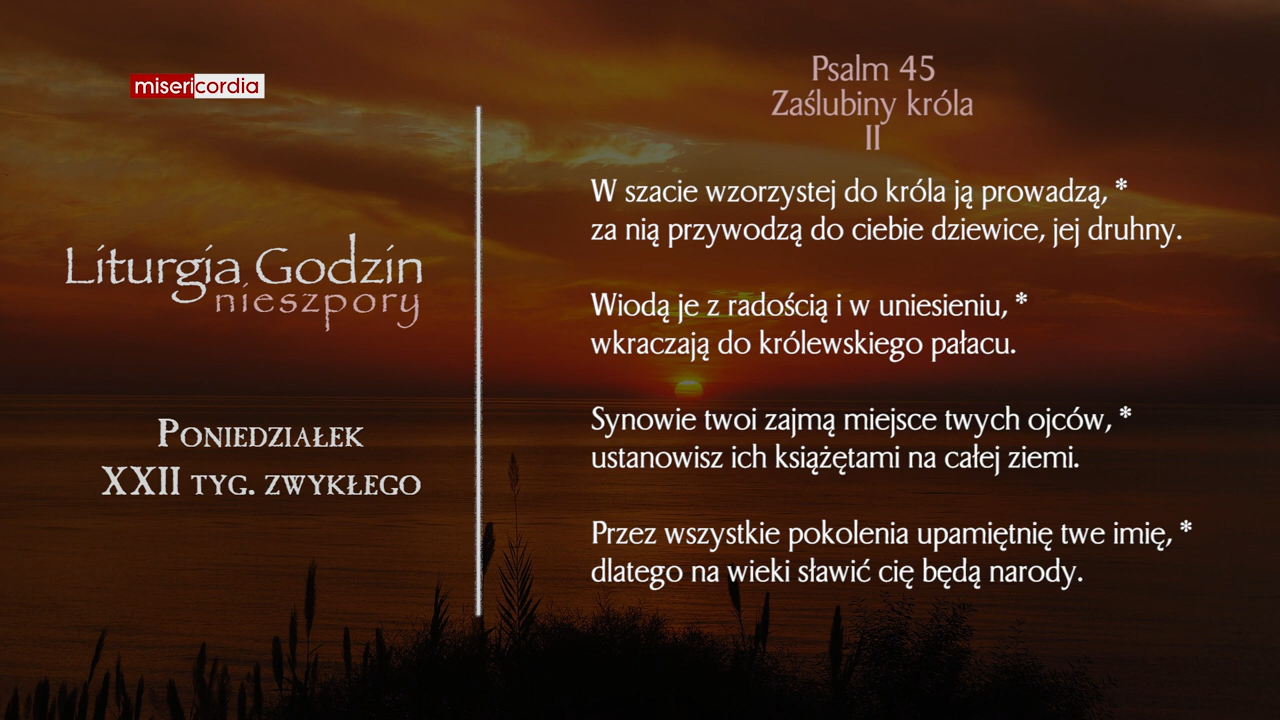 misericordia
Liturgia Godzin
nieszpory
Poniedziałek
XXII tyg. zwykłego
Psalm 45
Zaślubiny króla
II
W szacie wzorzystej do króla ją prowadzą, *
za nią przywodzą do ciebie dziewice, jej druhny.
Wiodą je z radością i w uniesieniu, *
wkraczają do królewskiego pałacu.
Synowie twoi zajmą miejsce twych ojców, *
ustanowisz ich książętami na całej ziemi.
Przez wszystkie pokolenia upamiętnię twe imię, *
dlatego na wieki sławić cię będą narody.